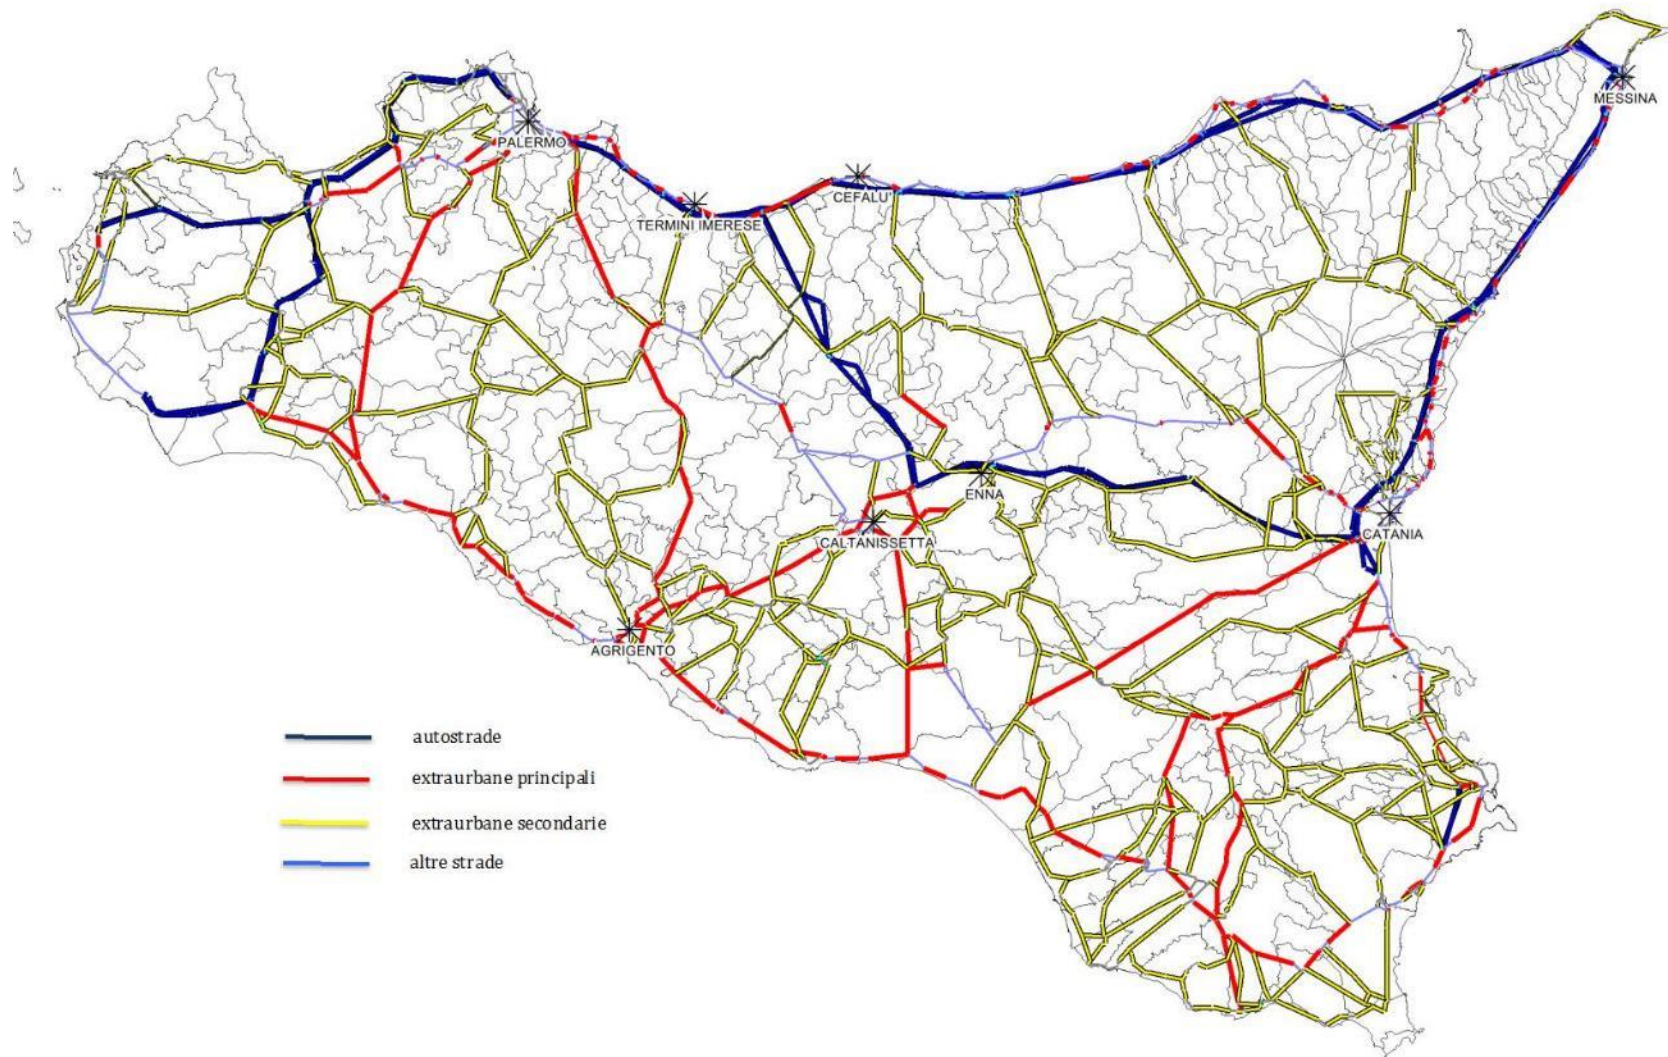 MESSINA
PALERMO
CEFALU'
TERMINI IMERESE
ENNA
CATANIA
CALTANISSETTA
AGRIGENTO
autostrade
extraurbane principali
extraurbane secondarie
altre strade